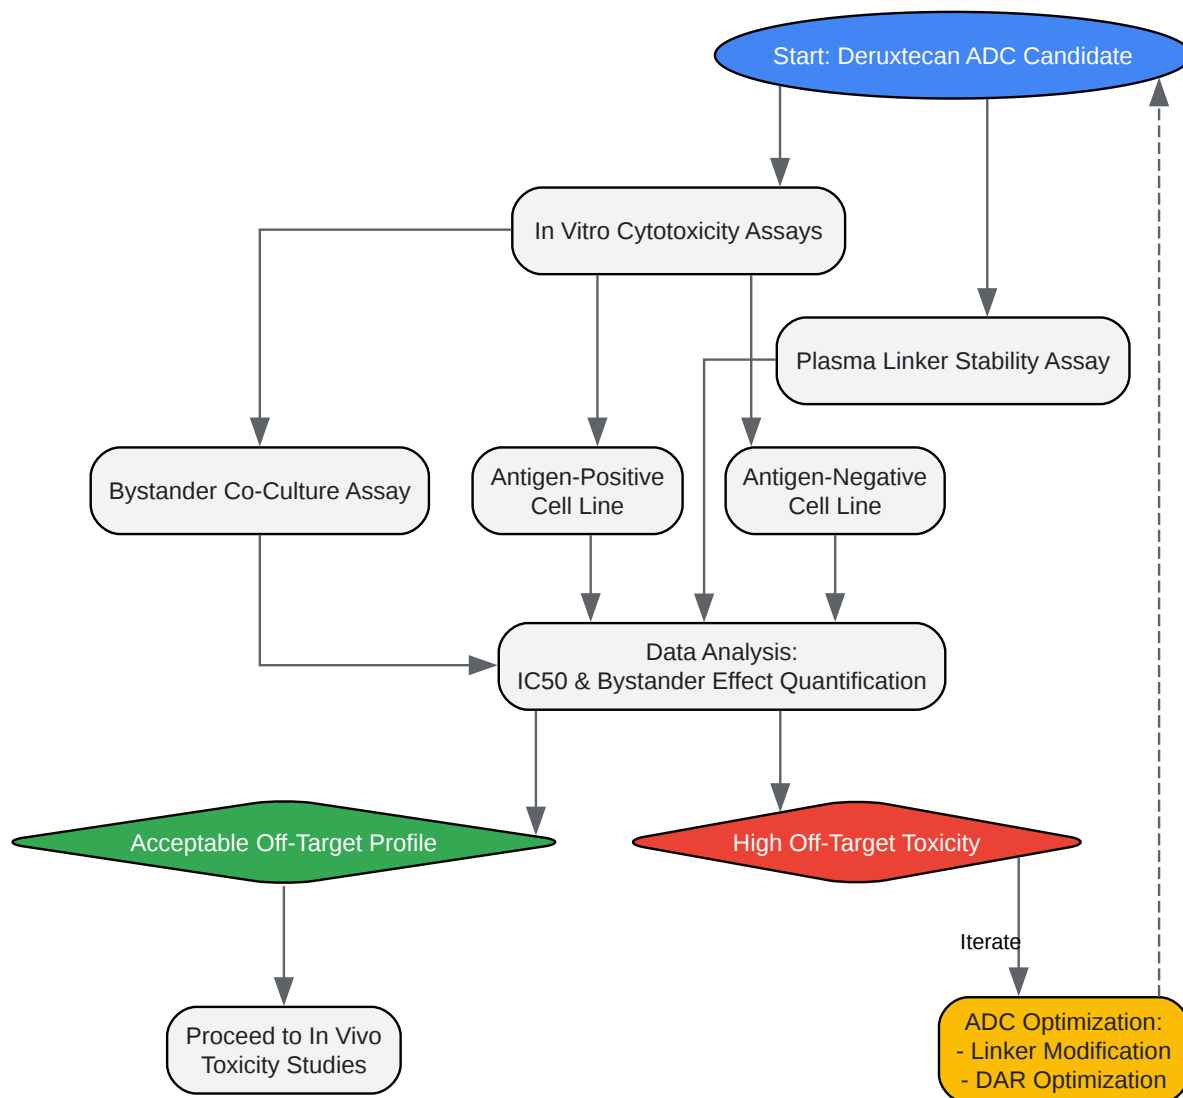 Start: Deruxtecan ADC Candidate
In Vitro Cytotoxicity Assays
Plasma Linker Stability Assay
Bystander Co-Culture Assay
Antigen-Positive
Cell Line
Antigen-Negative
Cell Line
Data Analysis:
IC50 & Bystander Effect Quantification
Acceptable Off-Target Profile
High Off-Target Toxicity
Iterate
Proceed to In Vivo
Toxicity Studies
ADC Optimization:
- Linker Modification
- DAR Optimization